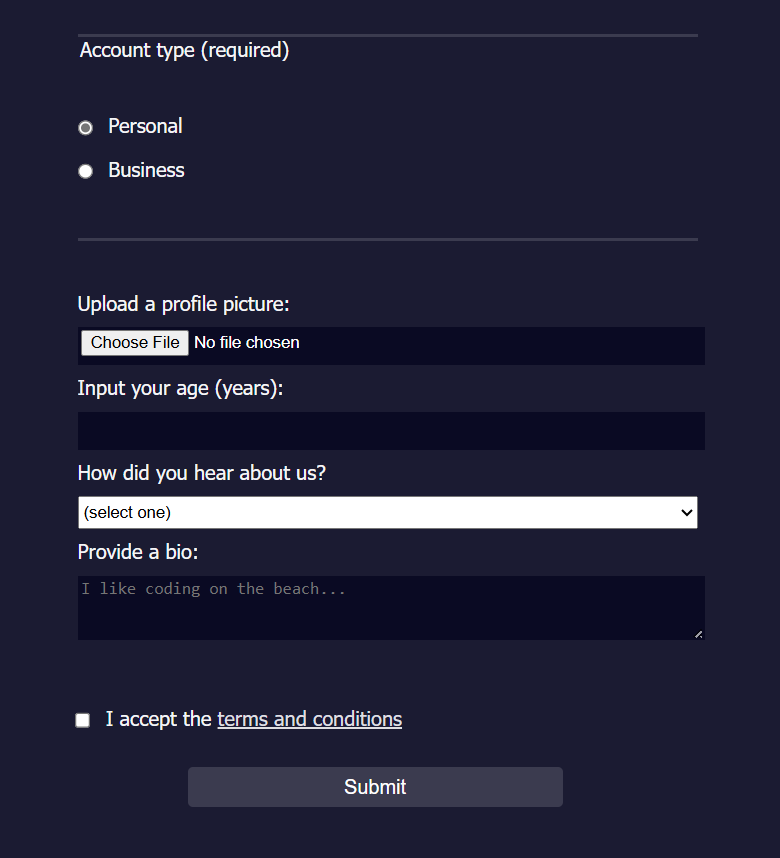 Account type (required)
Personal
Business
Upload a profile picture:
Choose File No file chosen
Input your age (years):
How did you hear about us?
(select one)
Provide a bio:
I like coding on the beach...
I accept the terms and conditions
Submit